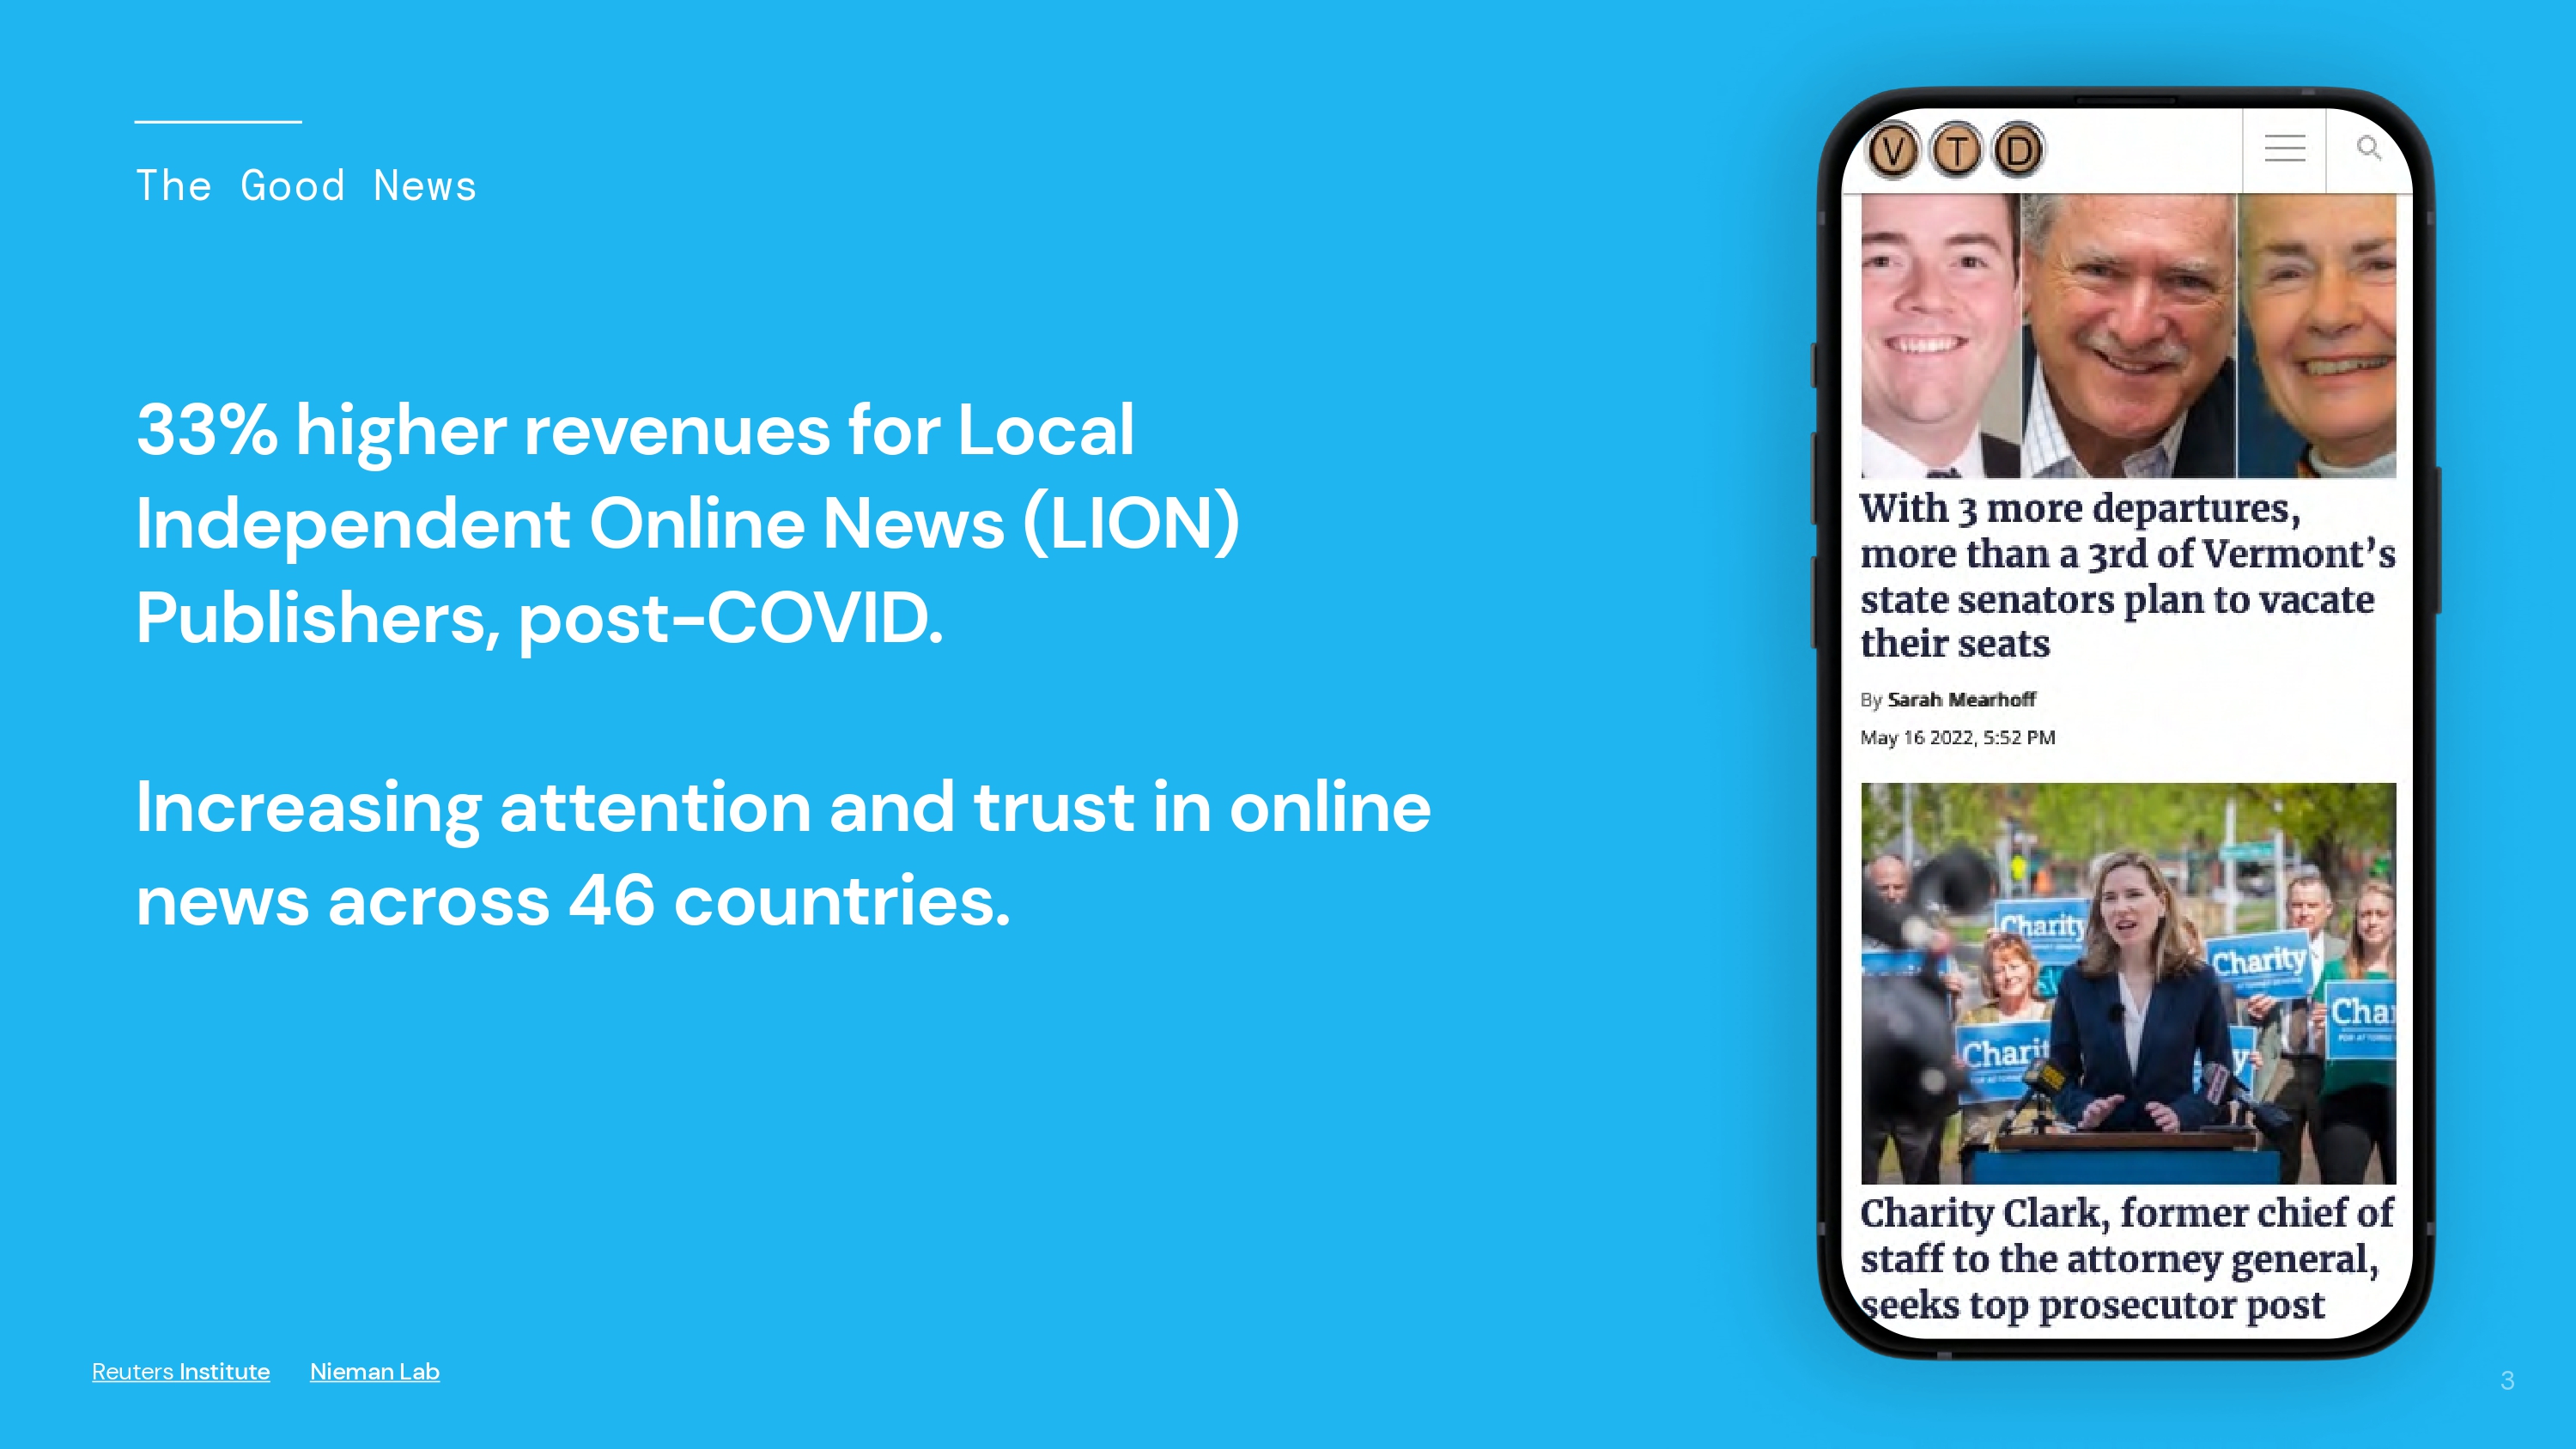 The Good News
33% higher revenues for Local
Independent Online News (LION)
Publishers, post-COVID.
Increasing attention and trust in online
news across 46 countries.
Reuters Institute
Nieman Lab
V T D
With 3 more departures,
more than a 3rd of Vermont's
state senators plan to vacate
their seats
By Sarah Mearhoff
May 16 2022, 5:52 PM
Charity
Charity
Cha
Charit
Charity Clark, former chief of
staff to the attorney general,
seeks top prosecutor post
3